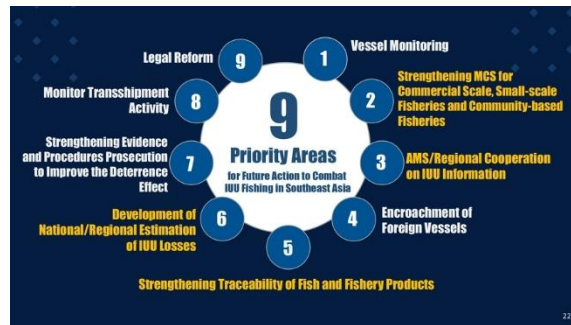 9
Priority Areas
for Future Action to Combat
IUU Fishing in Southeast Asia
1
Vessel Monitoring
2
Strengthening MCS for
Commercial Scale, Small-scale
Fisheries and Community-based
Fisheries
3
AMS/Regional Cooperation
on IUU Information
4
Encroachment of
Foreign Vessels
5
Strengthening Traceability of Fish and Fishery Products
6
Development of
National/Regional Estimation
of IUU Losses
7
Strengthening Evidence
and Procedures Prosecution
to Improve the Deterrence
Effect
8
Monitor Transshipment
Activity
9
Legal Reform
22